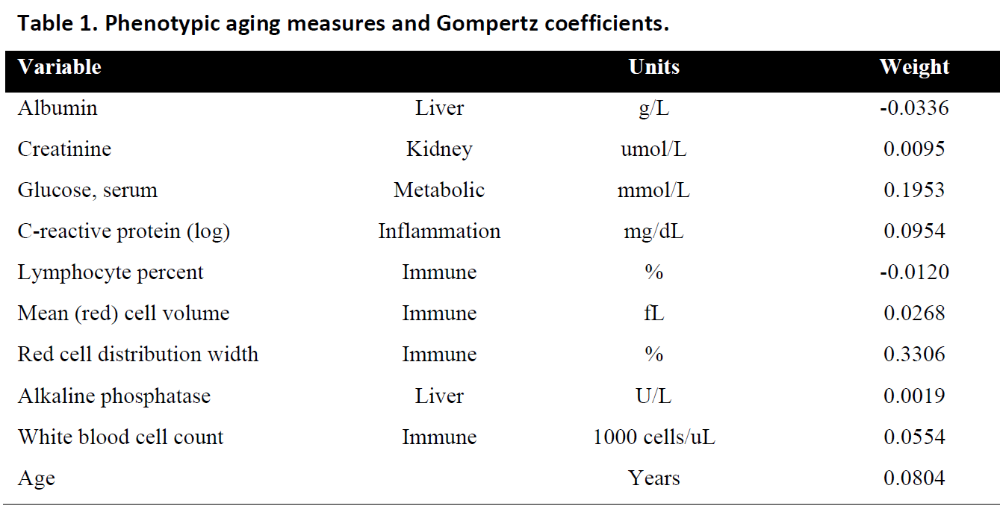 Table 1. Phenotypic aging measures and Gompertz coefficients.
Variable Units Weight
Albumin Liver g/L -0.0336
Creatinine Kidney umol/L 0.0095
Glucose, serum Metabolic mmol/L 0.1953
C-reactive protein (log) Inflammation mg/dL 0.0954
Lymphocyte percent Immune % -0.0120
Mean (red) cell volume Immune fL 0.0268
Red cell distribution width Immune % 0.3306
Alkaline phosphatase Liver U/L 0.0019
White blood cell count Immune 1000 cells/uL 0.0554
Age Years 0.0804